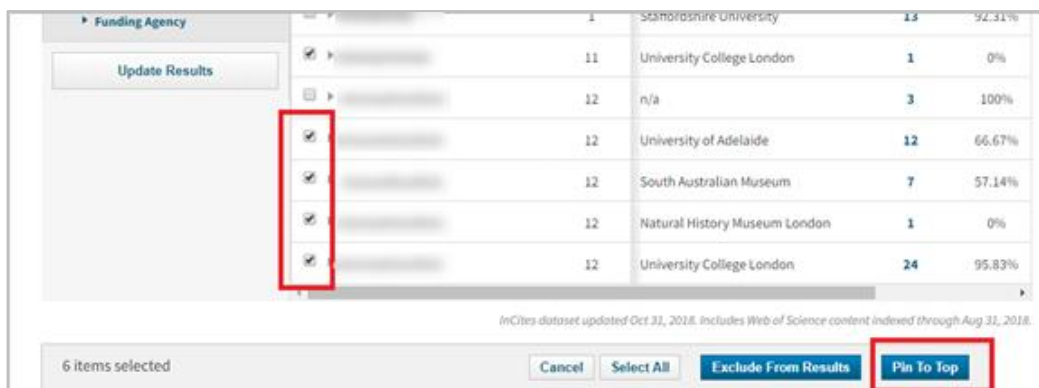 Funding Agency
Update Results
1 Staffordshire University 13 92.31%
11 University College London 1 0%
12 n/a 3 100%
12 University of Adelaide 12 66.67%
12 South Australian Museum 7 57.14%
12 Natural History Museum London 1 0%
12 University College London 24 95.83%
InCites dataset updated Oct 31, 2018. Includes Web of Science content indexed through Aug 31, 2018.
6 items selected Cancel Select All Exclude From Results Pin To Top